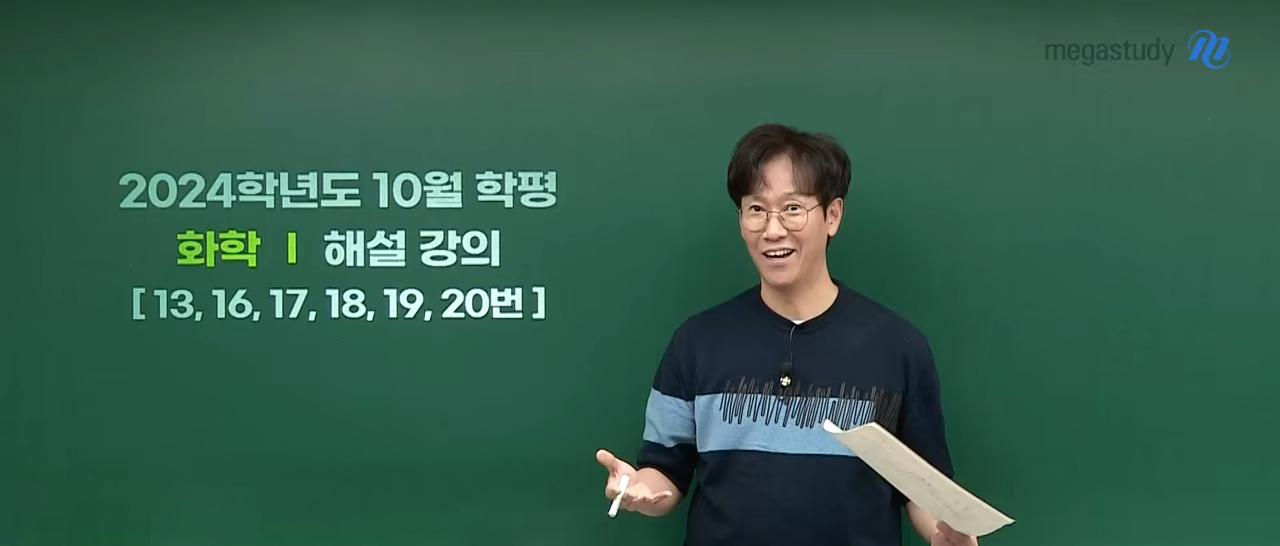 megastudy
2024학년도 10월 학평
화학 I 해설 강의
[ 13, 16, 17, 18, 19, 20번 ]